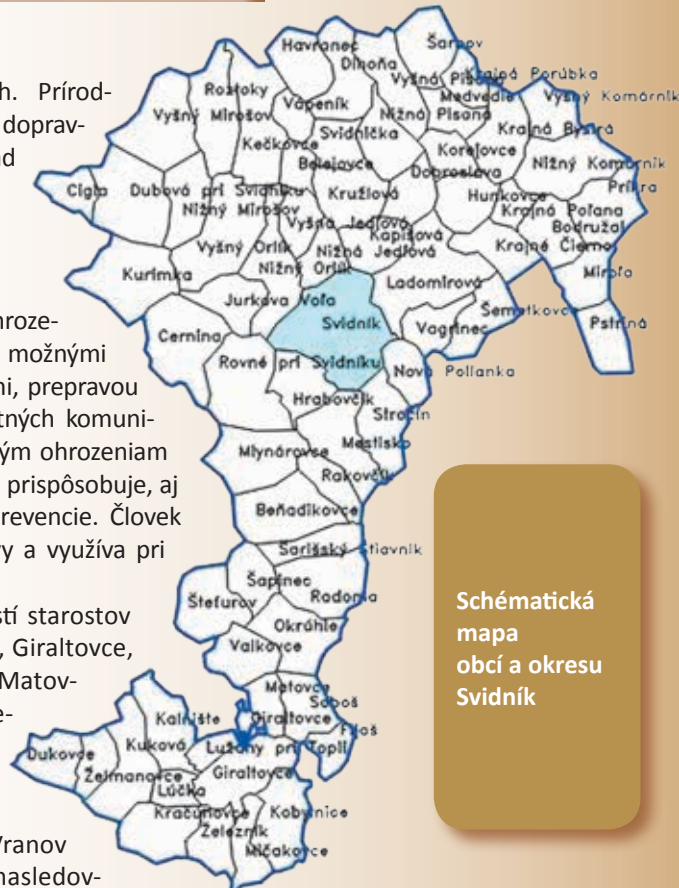 h. Prírod-
doprav-
ad
hroze-
možnými
ni, prepravou
tných komuni-
ým ohrozeniam
prispôsobuje, aj
revencie. Človek
vy a využíva pri
stí starostov
, Giraltovce,
Matov-
e-
Vranov
nasledov-
Havranec
Dlhoňa
Šarbov
Vyšná Pisaná
Krajná Porúbka
Medvedie
Vyšný Komárnik
Roztoky
Vápeník
Nižná Pisaná
Vyšný Mirošov
Svidnička
Krajná Bystrá
Kečkovce
Korejovce
Belejovce
Dobroslava
Nižný Komárnik
Cigla
Dubová pri Svidníku
Kružlová
Hunkovce
Príkra
Nižný Mirošov
Krajná Poľana
Vyšná Jedľová
Bodružal
Kapišová
Vyšný Orlík
Nižná Jedľová
Krajné Čierno
Kurimka
Nižný Orlík
Ladomirová
Miroľa
Jurkova Voľa
Šemetkovce
Svidník
Vagrinec
Pstriná
Cernina
Rovné pri Svidníku
Nová Polianka
Hrabovčík
Stročín
Mlynárovce
Mestisko
Rakovčík
Beňadikovce
Šarišský Štiavnik
Šapinec
Štefurov
Radoma
Okrúhle
Valkovce
Matovce
Soboš
Kalnište
Giraltovce
Fijaš
Kuková
Lužany pri Topli
Dukovce
Želmanovce
Giraltovce
Lúčka
Kračúnovce
Kobylnice
Železník
Mičakovce
Schématická
mapa
obcí a okresu
Svidník